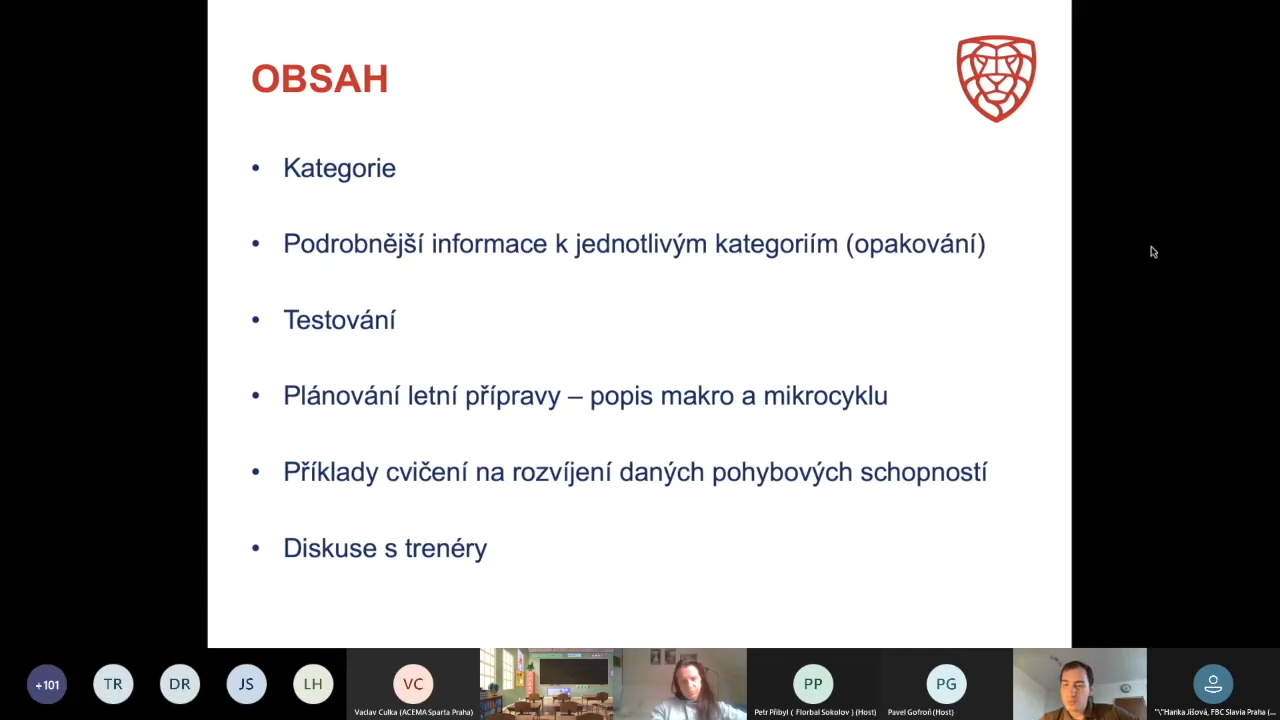 OBSAH
• Kategorie
• Podrobnější informace k jednotlivým kategoriím (opakování)
• Testování
• Plánování letní přípravy – popis makro a mikrocyklu
• Příklady cvičení na rozvíjení daných pohybových schopností
• Diskuse s trenéry
+101
TR
DR
JS
LH
VC
PP
PG
Vaclav Culka (ACEMA Sparta Praha)
Petr Přibyl ( Florbal Sokolov ) (Host)
Pavel Gofroň (Host)
"\"Hanka Jišová, FBC Slavia Praha (...